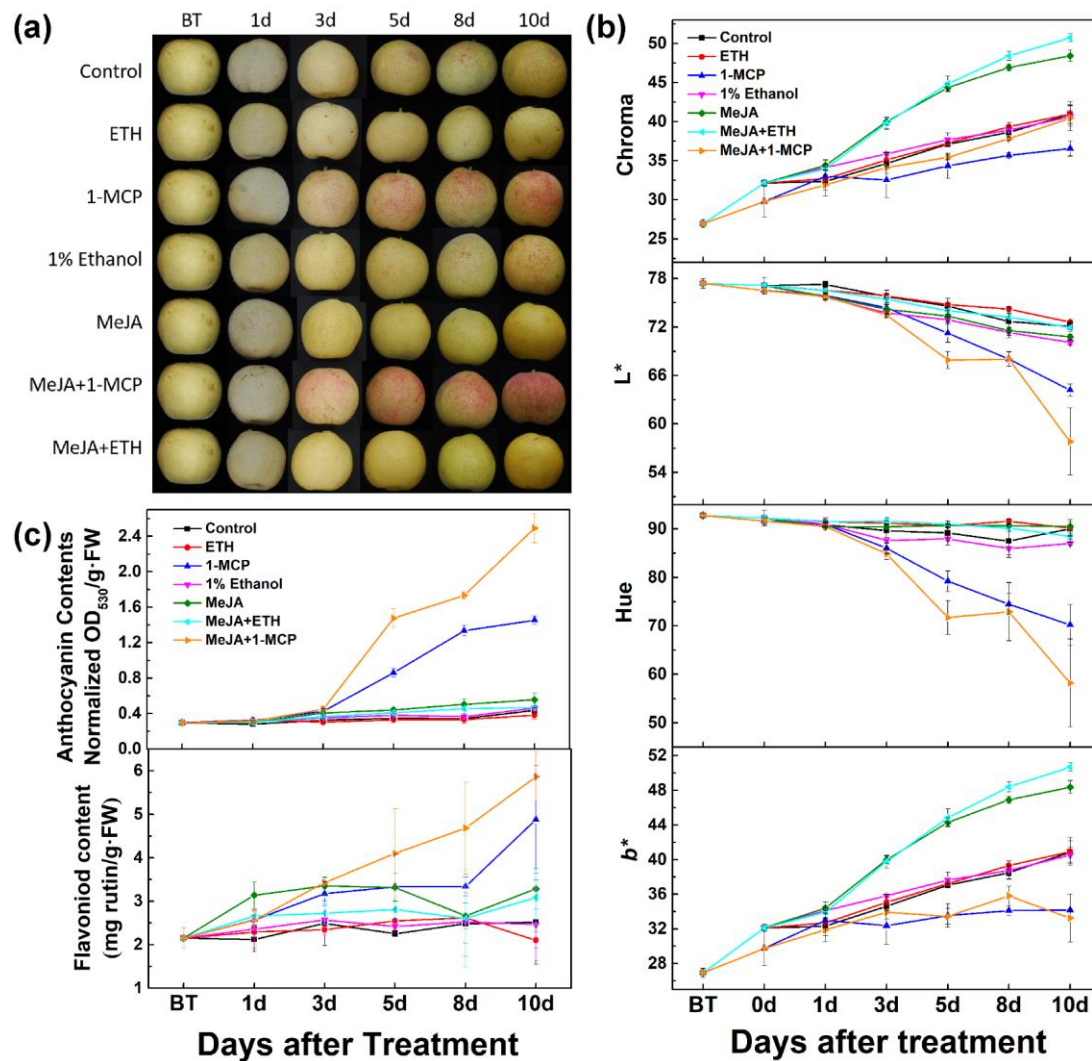 (a)
BT 1d 3d 5d 8d 10d
Control
ETH
1-MCP
1% Ethanol
MeJA
MeJA+1-MCP
MeJA+ETH
(b)
Control
ETH
1-MCP
1% Ethanol
MeJA
MeJA+ETH
MeJA+1-MCP
Chroma
50
45
40
35
30
25
L*
78
72
66
60
54
Hue
90
80
70
60
50
b*
52
48
44
40
36
32
28
BT 0d 1d 3d 5d 8d 10d
Days after treatment
(c)
Control
ETH
1-MCP
1% Ethanol
MeJA
MeJA+ETH
MeJA+1-MCP
Anthocyanin Contents
Normalized OD530/g·FW
2.4
2.0
1.6
1.2
0.8
0.4
0.0
Flavoniod content
(mg rutin/g·FW)
6
5
4
3
2
1
BT 1d 3d 5d 8d 10d
Days after Treatment